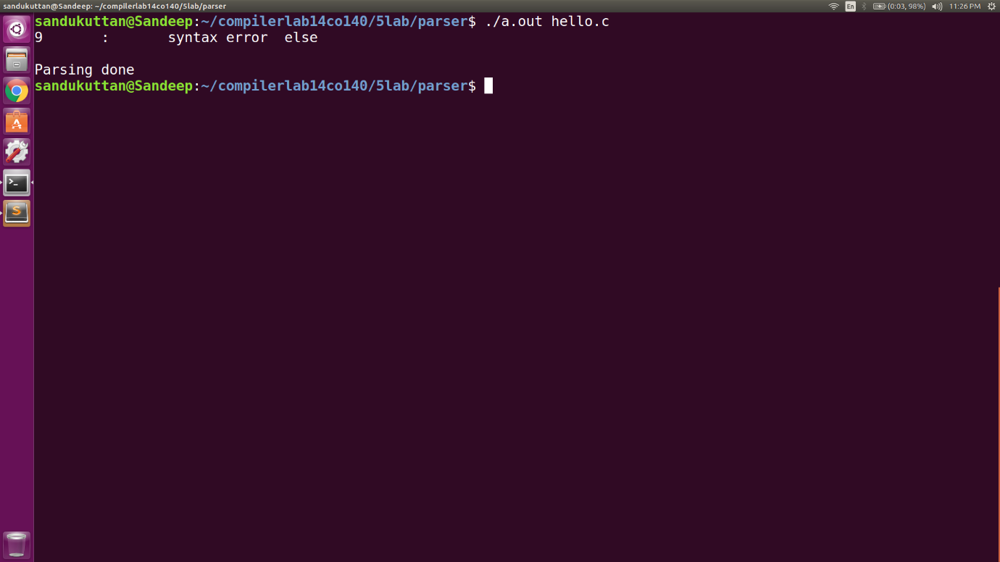 sandukuttan@Sandeep: ~/compilerlab14co140/5lab/parser En (0:03, 98%) 11:26 PM
sandukuttan@Sandeep:~/compilerlab14co140/5lab/parser$ ./a.out hello.c
9 : syntax error else
Parsing done
sandukuttan@Sandeep:~/compilerlab14co140/5lab/parser$